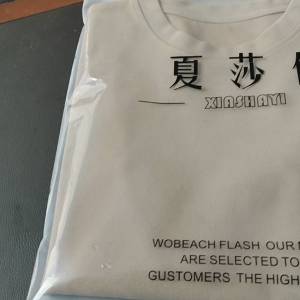 夏莎
XIASHAYI
WOBEACH FLASH OUR
ARE SELECTED TO
GUSTOMERS THE HIGH